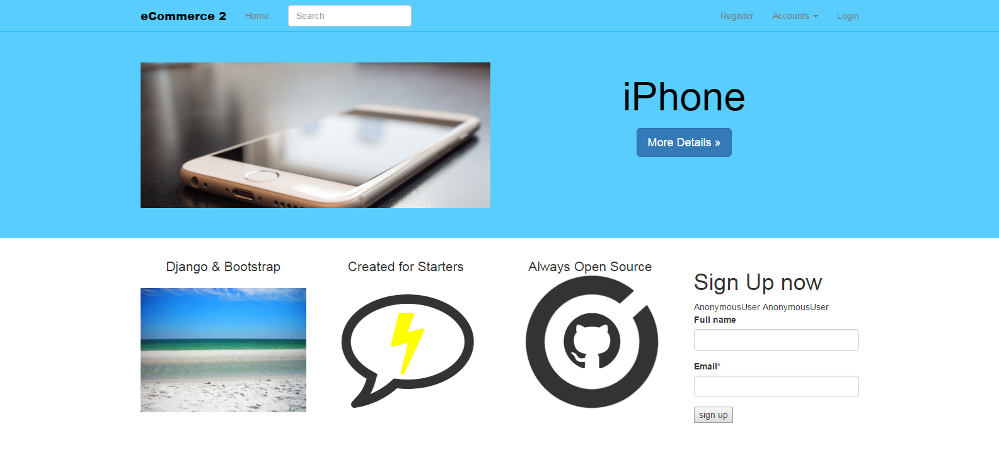 eCommerce 2 Home Search Register Accounts Login
iPhone
More Details »
Django & Bootstrap
Created for Starters
Always Open Source
Sign Up now
AnonymousUser AnonymousUser
Full name
Email*
sign up